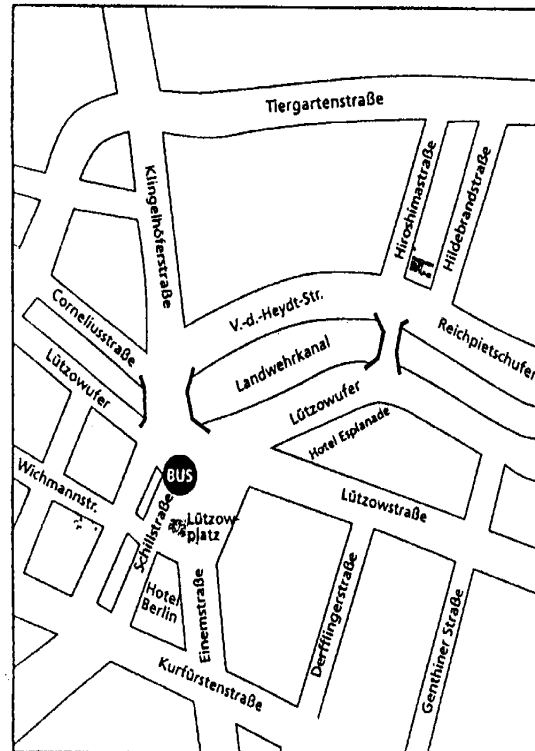 Tiergartenstraße
Klingelhöferstraße
Hiroshimastraße
Hildebrandstraße
Corneliusstraße
V.-d.-Heydt-Str.
Reichpietschufer
Landwehrkanal
Lützowufer
Lützowufer
Hotel Esplanade
BUS
Wichmannstr.
Schillstraße
Lützow-
platz
Lützowstraße
Hotel
Berlin
Einemstraße
Derfflingerstraße
Genthiner Straße
Kurfürstenstraße